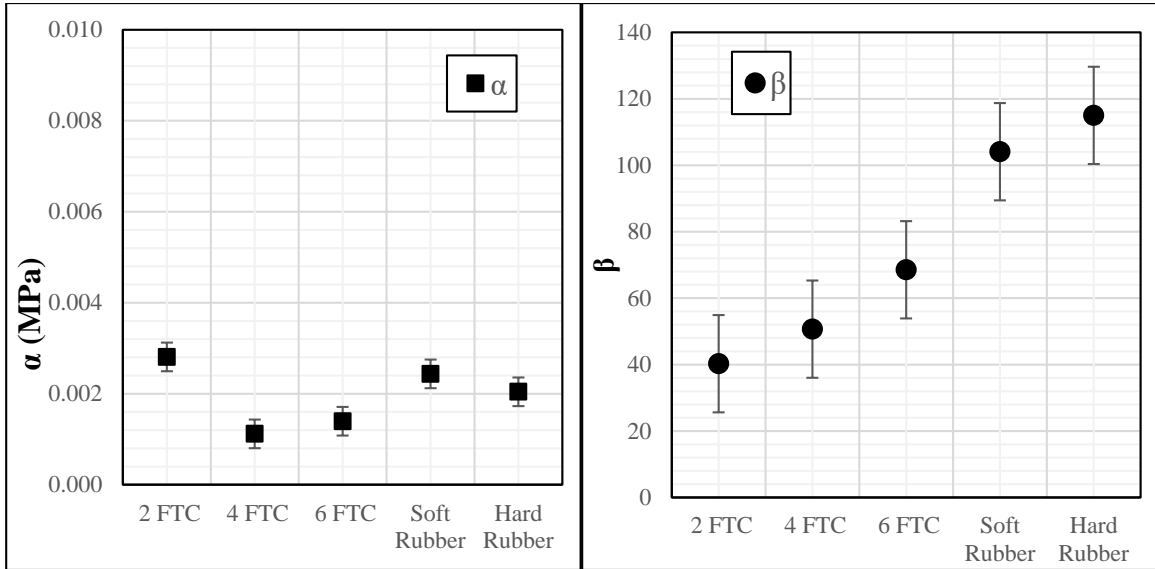 0.010
0.008
0.006
0.004
0.002
0.000
α (MPa)
α
2 FTC
4 FTC
6 FTC
Soft
Rubber
Hard
Rubber
140
120
100
80
60
40
20
0
β
β
2 FTC
4 FTC
6 FTC
Soft
Rubber
Hard
Rubber